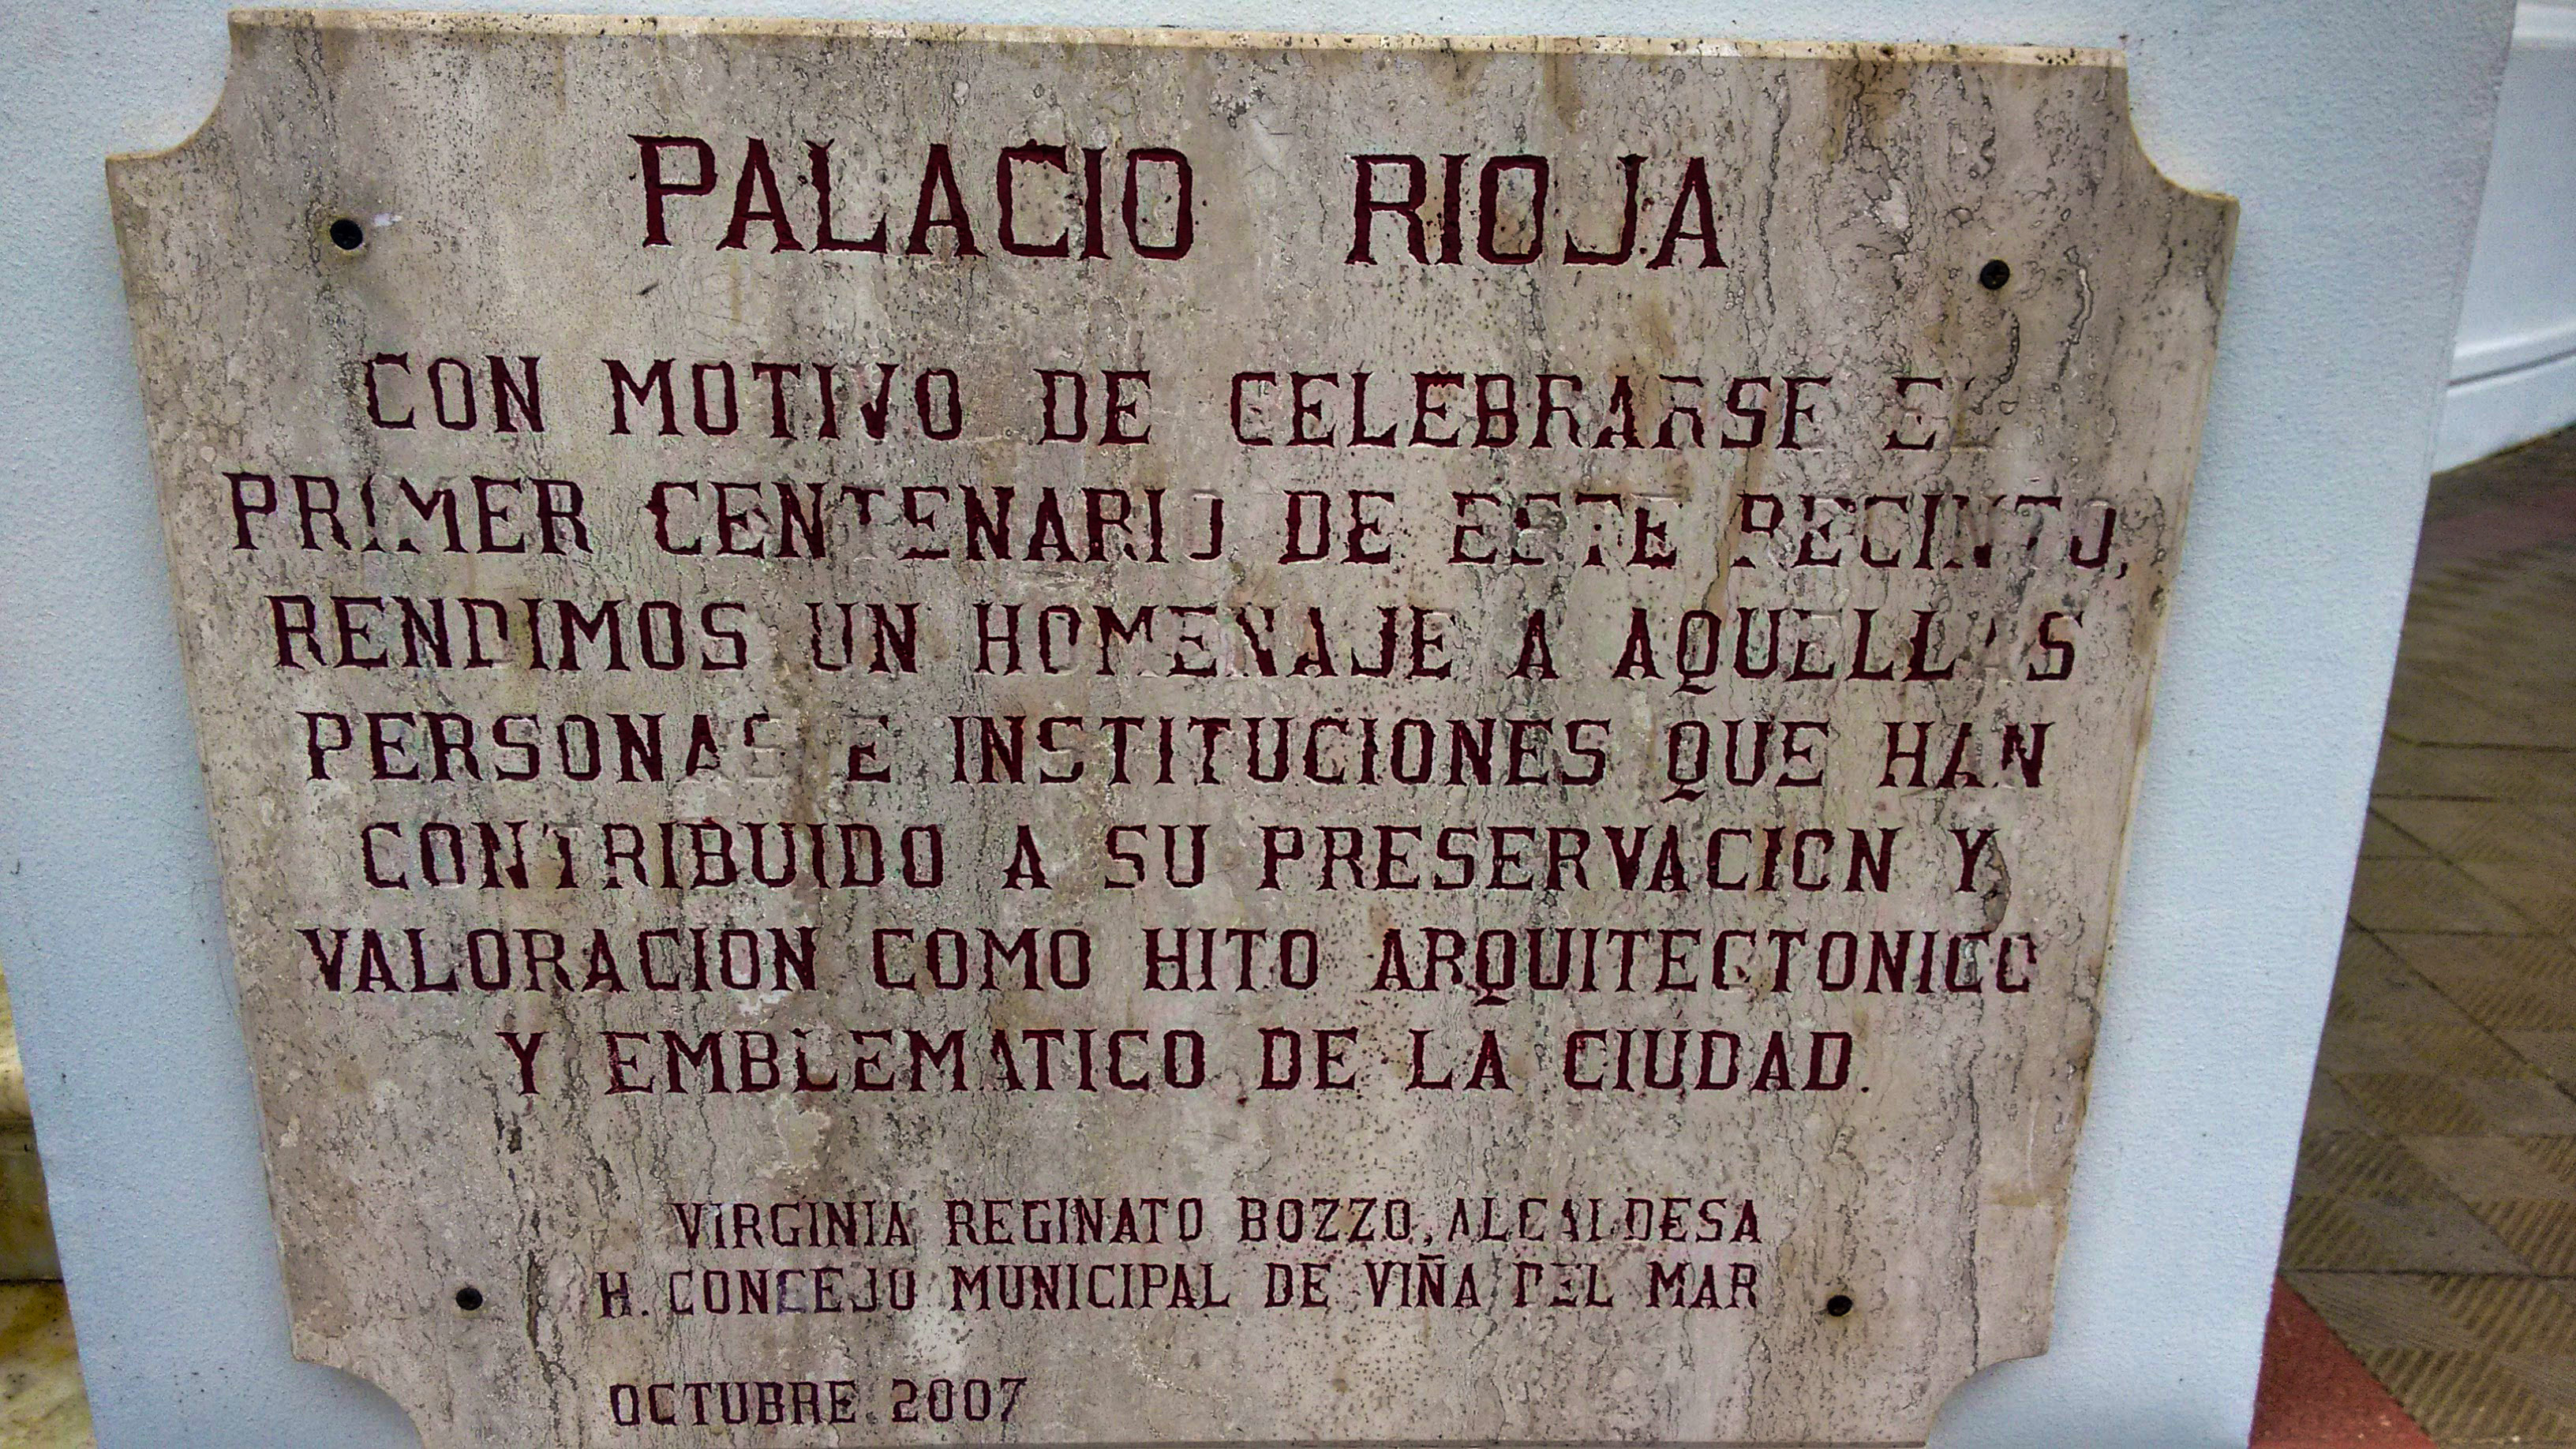 PALACIO RIOJA
CON MOTIVO DE CELEBRARSE EL
PRIMER CENTENARIO DE ESTE RECINTO,
RENDIMOS UN HOMENAJE A AQUELLAS
PERSONAS E INSTITUCIONES QUE HAN
CONTRIBUIDO A SU PRESERVACION Y
VALORACION COMO HITO ARQUITECTONICO
Y EMBLEMATICO DE LA CIUDAD.
VIRGINIA REGINATO BOZZO, ALCALDESA
H. CONCEJO MUNICIPAL DE VIÑA DEL MAR
OCTUBRE 2007